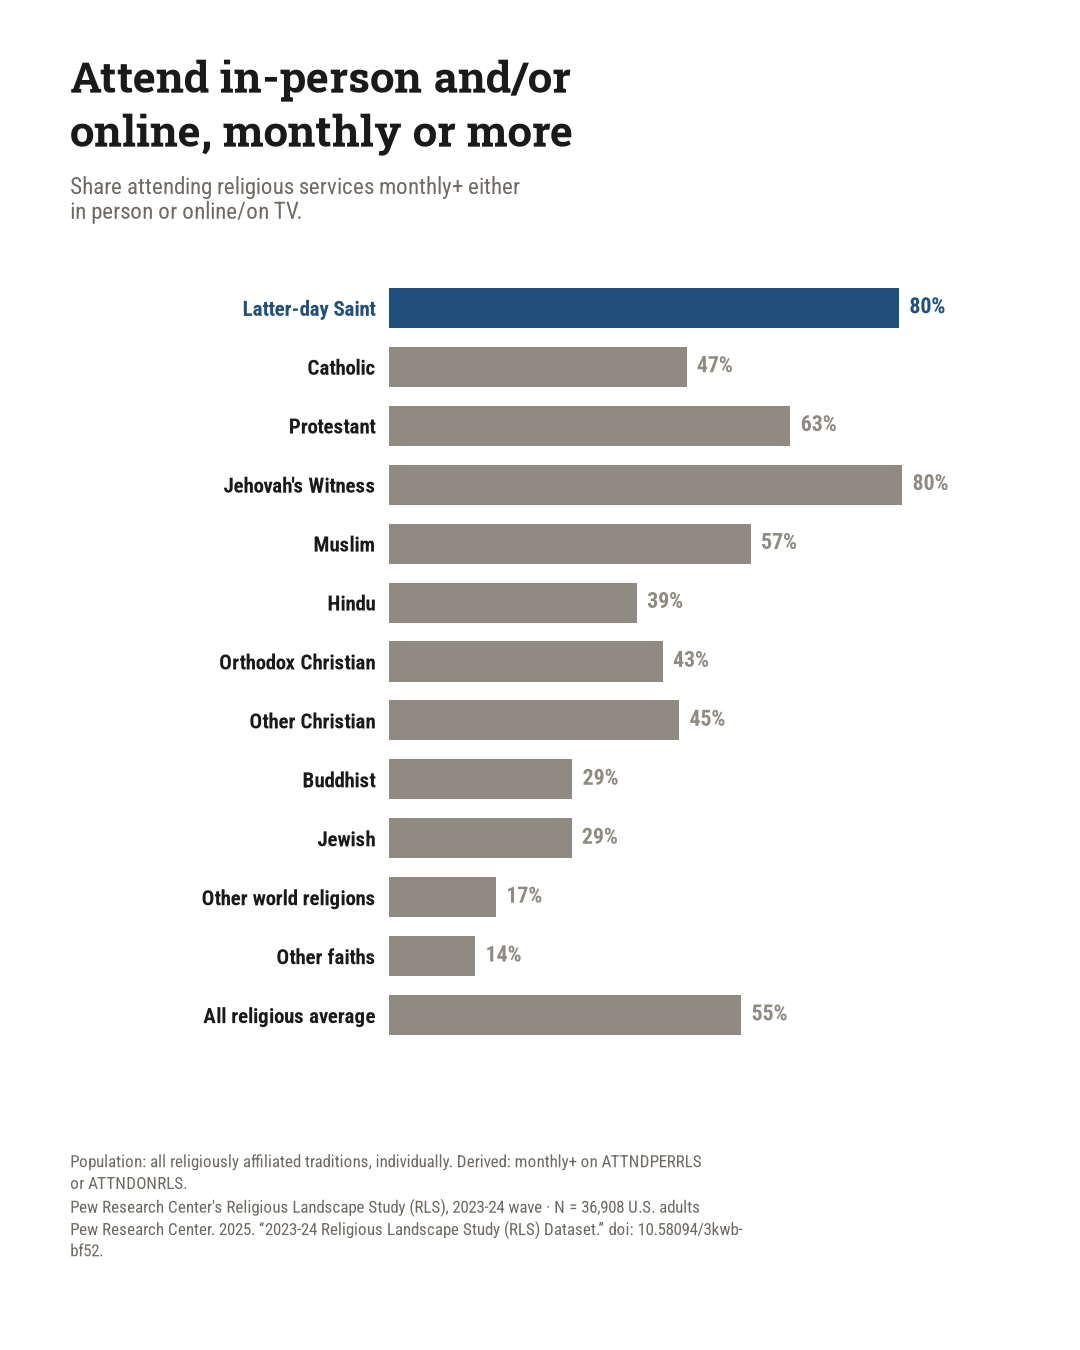 Attend in-person and/or
online, monthly or more
Share attending religious services monthly+ either
in person or online/on TV.
Latter-day Saint 80%
Catholic 47%
Protestant 63%
Jehovah's Witness 80%
Muslim 57%
Hindu 39%
Orthodox Christian 43%
Other Christian 45%
Buddhist 29%
Jewish 29%
Other world religions 17%
Other faiths 14%
All religious average 55%
Population: all religiously affiliated traditions, individually. Derived: monthly+ on ATTNDPERRLS
or ATTNDONRLS.
Pew Research Center's Religious Landscape Study (RLS), 2023-24 wave · N = 36,908 U.S. adults
Pew Research Center. 2025. “2023-24 Religious Landscape Study (RLS) Dataset.” doi: 10.58094/3kwb-
bf52.